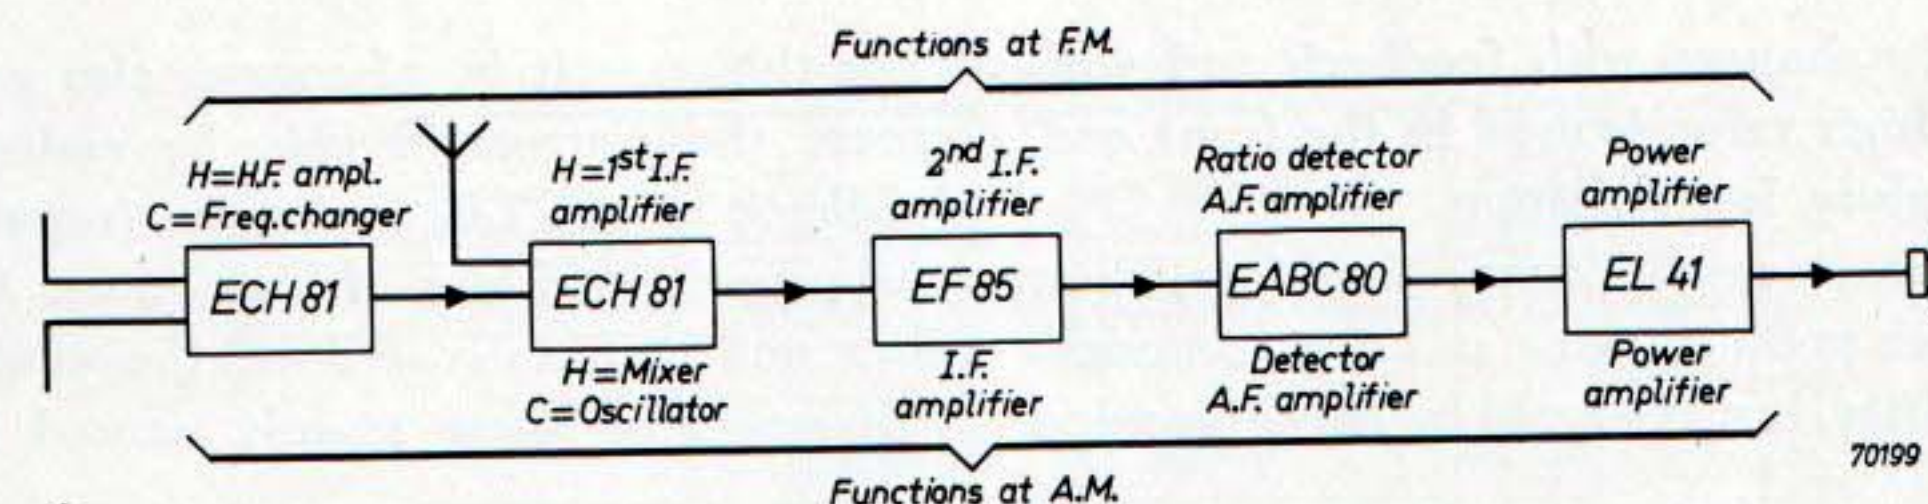 Functions at F.M.
H=H.F. ampl.
C=Freq.changer
ECH 81
H=1st I.F.
amplifier
ECH 81
H=Mixer
C=Oscillator
2nd I.F.
amplifier
EF 85
I.F.
amplifier
Ratio detector
A.F. amplifier
EABC 80
Detector
A.F. amplifier
Power
amplifier
EL 41
Power
amplifier
Functions at A.M.
70199